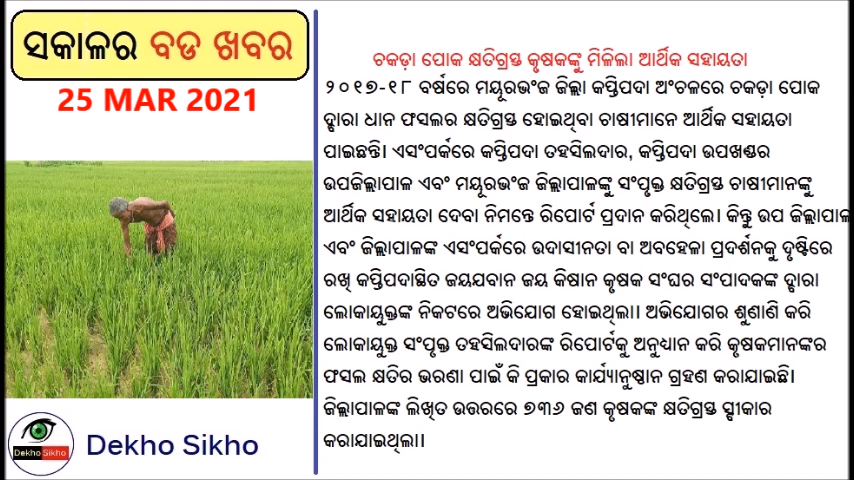 ସକାଳର ବଡ ଖବର
25 MAR 2021
ଚକଡ଼ା ପୋକ କ୍ଷତିଗ୍ରସ୍ତ କୃଷକଙ୍କୁ ମିଳିଲା ଆର୍ଥିକ ସହାୟତା
୨୦୧୭-୧୮ ବର୍ଷରେ ମୟୂରଭଂଜ ଜିଲ୍ଲା କପ୍ତିପଦା ଅଂଚଳରେ ଚକଡ଼ା ପୋକ
ଦ୍ବାରା ଧାନ ଫସଲର କ୍ଷତିଗ୍ରସ୍ତ ହୋଇଥିବା ଚାଷୀମାନେ ଆର୍ଥିକ ସହାୟତା
ପାଇଛନ୍ତି। ଏସଂପର୍କରେ କପ୍ତିପଦା ତହସିଲଦାର, କପ୍ତିପଦା ଉପଖଣ୍ଡର
ଉପଜିଲ୍ଲାପାଳ ଏବଂ ମୟୂରଭଂଜ ଜିଲ୍ଲାପାଳଙ୍କୁ ସଂପୃକ୍ତ କ୍ଷତିଗ୍ରସ୍ତ ଚାଷୀମାନଙ୍କୁ
ଆର୍ଥିକ ସହାୟତା ଦେବା ନିମନ୍ତେ ରିପୋର୍ଟ ପ୍ରଦାନ କରିଥିଲେ। କିନ୍ତୁ ଉପ ଜିଲ୍ଲାପାଳ
ଏବଂ ଜିଲ୍ଲାପାଳଙ୍କ ଏସଂପର୍କରେ ଉଦାସୀନତା ବା ଅବହେଳା ପ୍ରଦର୍ଶନକୁ ଦୃଷ୍ଟିରେ
ରଖି କପ୍ତିପଦାସ୍ଥିତ ଜୟଯବାନ ଜୟ କିଷାନ କୃଷକ ସଂଘର ସଂପାଦକଙ୍କ ଦ୍ବାରା
ଲୋକାୟୁକ୍ତଙ୍କ ନିକଟରେ ଅଭିଯୋଗ ହୋଇଥିଲା। ଅଭିଯୋଗର ଶୁଣାଣି କରି
ଲୋକାୟୁକ୍ତ ସଂପୃକ୍ତ ତହସିଲଦାରଙ୍କ ରିପୋର୍ଟକୁ ଅନୁଧ୍ୟାନ କରି କୃଷକମାନଙ୍କର
ଫସଲ କ୍ଷତିର ଭରଣା ପାଇଁ କି ପ୍ରକାର କାର୍ଯ୍ୟାନୁଷ୍ଠାନ ଗ୍ରହଣ କରାଯାଇଛି।
ଜିଲ୍ଲାପାଳଙ୍କ ଲିଖିତ ଉତ୍ତରରେ ୭୩୬ ଜଣ କୃଷକଙ୍କ କ୍ଷତିଗ୍ରସ୍ତ ସ୍ବୀକାର
କରାଯାଇଥିଲା।
Dekho Sikho
Dekho Sikho